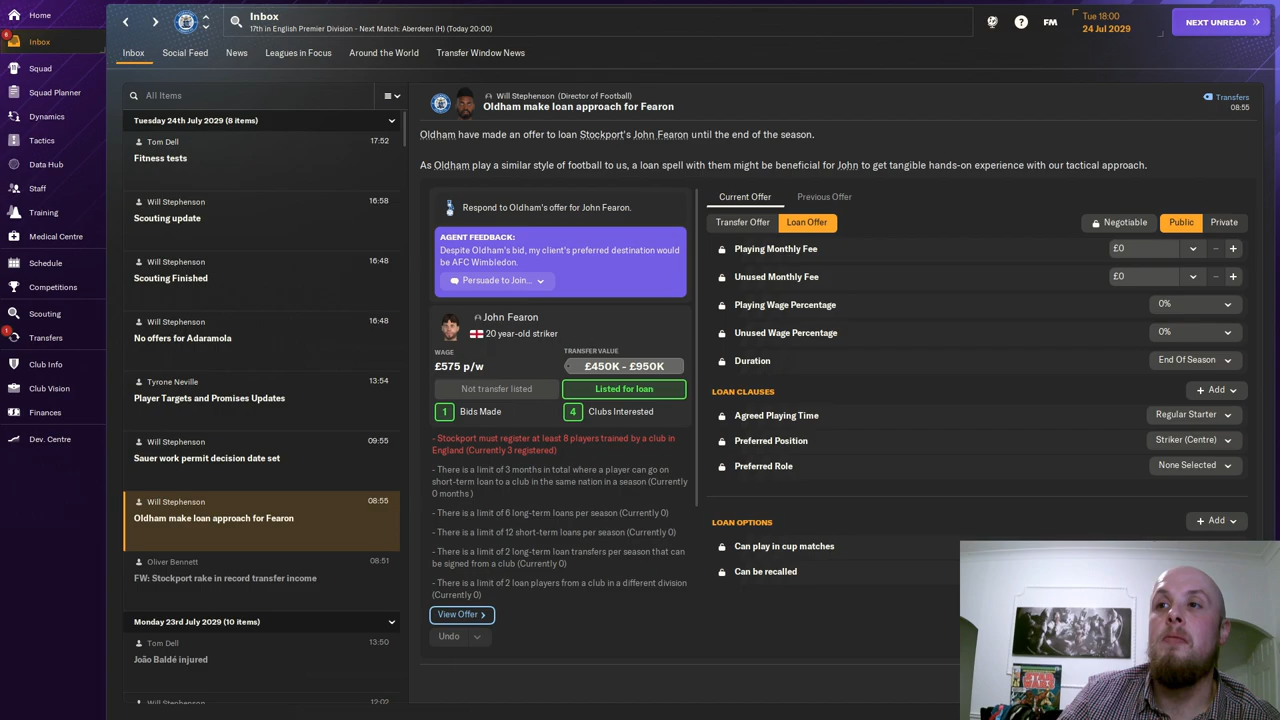 Home
Inbox
17th in English Premier Division - Next Match: Aberdeen (H) (Today 20:00)
FM
Tue 18:00
24 Jul 2029
NEXT UNREAD
6
Inbox
Squad
Squad Planner
Dynamics
Tactics
Data Hub
Staff
Training
Medical Centre
Schedule
Competitions
Scouting
1
Transfers
Club Info
Club Vision
Finances
Dev. Centre
Inbox
Social Feed
News
Leagues in Focus
Around the World
Transfer Window News
All Items
Tuesday 24th July 2029 (8 items)
Tom Dell
17:52
Fitness tests
Will Stephenson
16:58
Scouting update
Will Stephenson
16:48
Scouting Finished
Will Stephenson
16:48
No offers for Adaramola
Tyrone Neville
13:54
Player Targets and Promises Updates
Will Stephenson
09:55
Sauer work permit decision date set
Will Stephenson
08:55
Oldham make loan approach for Fearon
Oliver Bennett
08:51
FW: Stockport rake in record transfer income
Monday 23rd July 2029 (10 items)
Tom Dell
13:50
João Baldé injured
Will Stephenson
12:02
Will Stephenson (Director of Football)
Oldham make loan approach for Fearon
Transfers
08:55
Oldham have made an offer to loan Stockport's John Fearon until the end of the season.
As Oldham play a similar style of football to us, a loan spell with them might be beneficial for John to get tangible hands-on experience with our tactical approach.
Respond to Oldham's offer for John Fearon.
AGENT FEEDBACK:
Despite Oldham's bid, my client's preferred destination would
be AFC Wimbledon.
Persuade to Join...
John Fearon
20 year-old striker
WAGE
TRANSFER VALUE
£575 p/w
£450K - £950K
Not transfer listed
Listed for loan
1
Bids Made
4
Clubs Interested
- Stockport must register at least 8 players trained by a club in
England (Currently 3 registered)
- There is a limit of 3 months in total where a player can go on
short-term loan to a club in the same nation in a season (Currently
0 months )
- There is a limit of 6 long-term loans per season (Currently 0)
- There is a limit of 12 short-term loans per season (Currently 0)
- There is a limit of 2 long-term loan transfers per season that can
be signed from a club (Currently 0)
- There is a limit of 2 loan players from a club in a different division
(Currently 0)
View Offer
Undo
Current Offer
Previous Offer
Transfer Offer
Loan Offer
Negotiable
Public
Private
Playing Monthly Fee
£0
Unused Monthly Fee
£0
Playing Wage Percentage
0%
Unused Wage Percentage
0%
Duration
End Of Season
LOAN CLAUSES
Add
Agreed Playing Time
Regular Starter
Preferred Position
Striker (Centre)
Preferred Role
None Selected
LOAN OPTIONS
Add
Can play in cup matches
Can be recalled
STAR
WARS